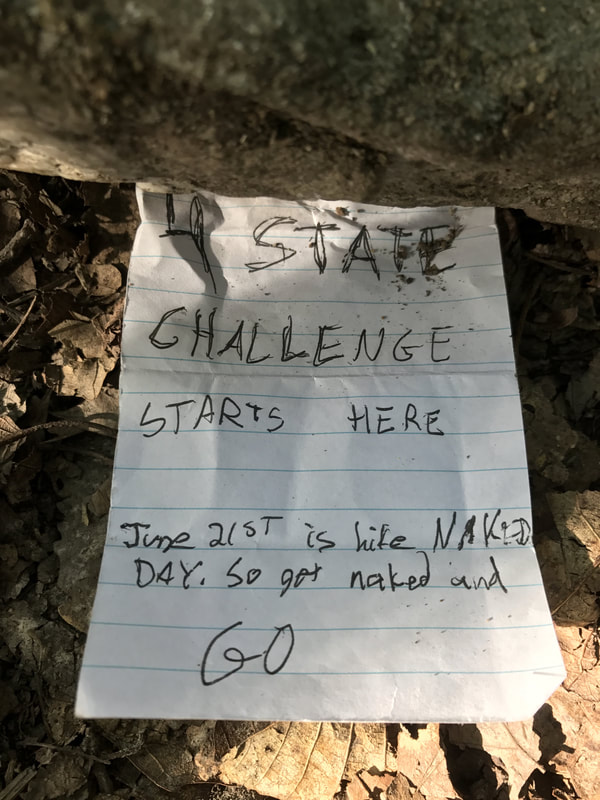 4 STATE
CHALLENGE
STARTS HERE
June 21ST is hike NAKED
DAY. So get naked and
GO